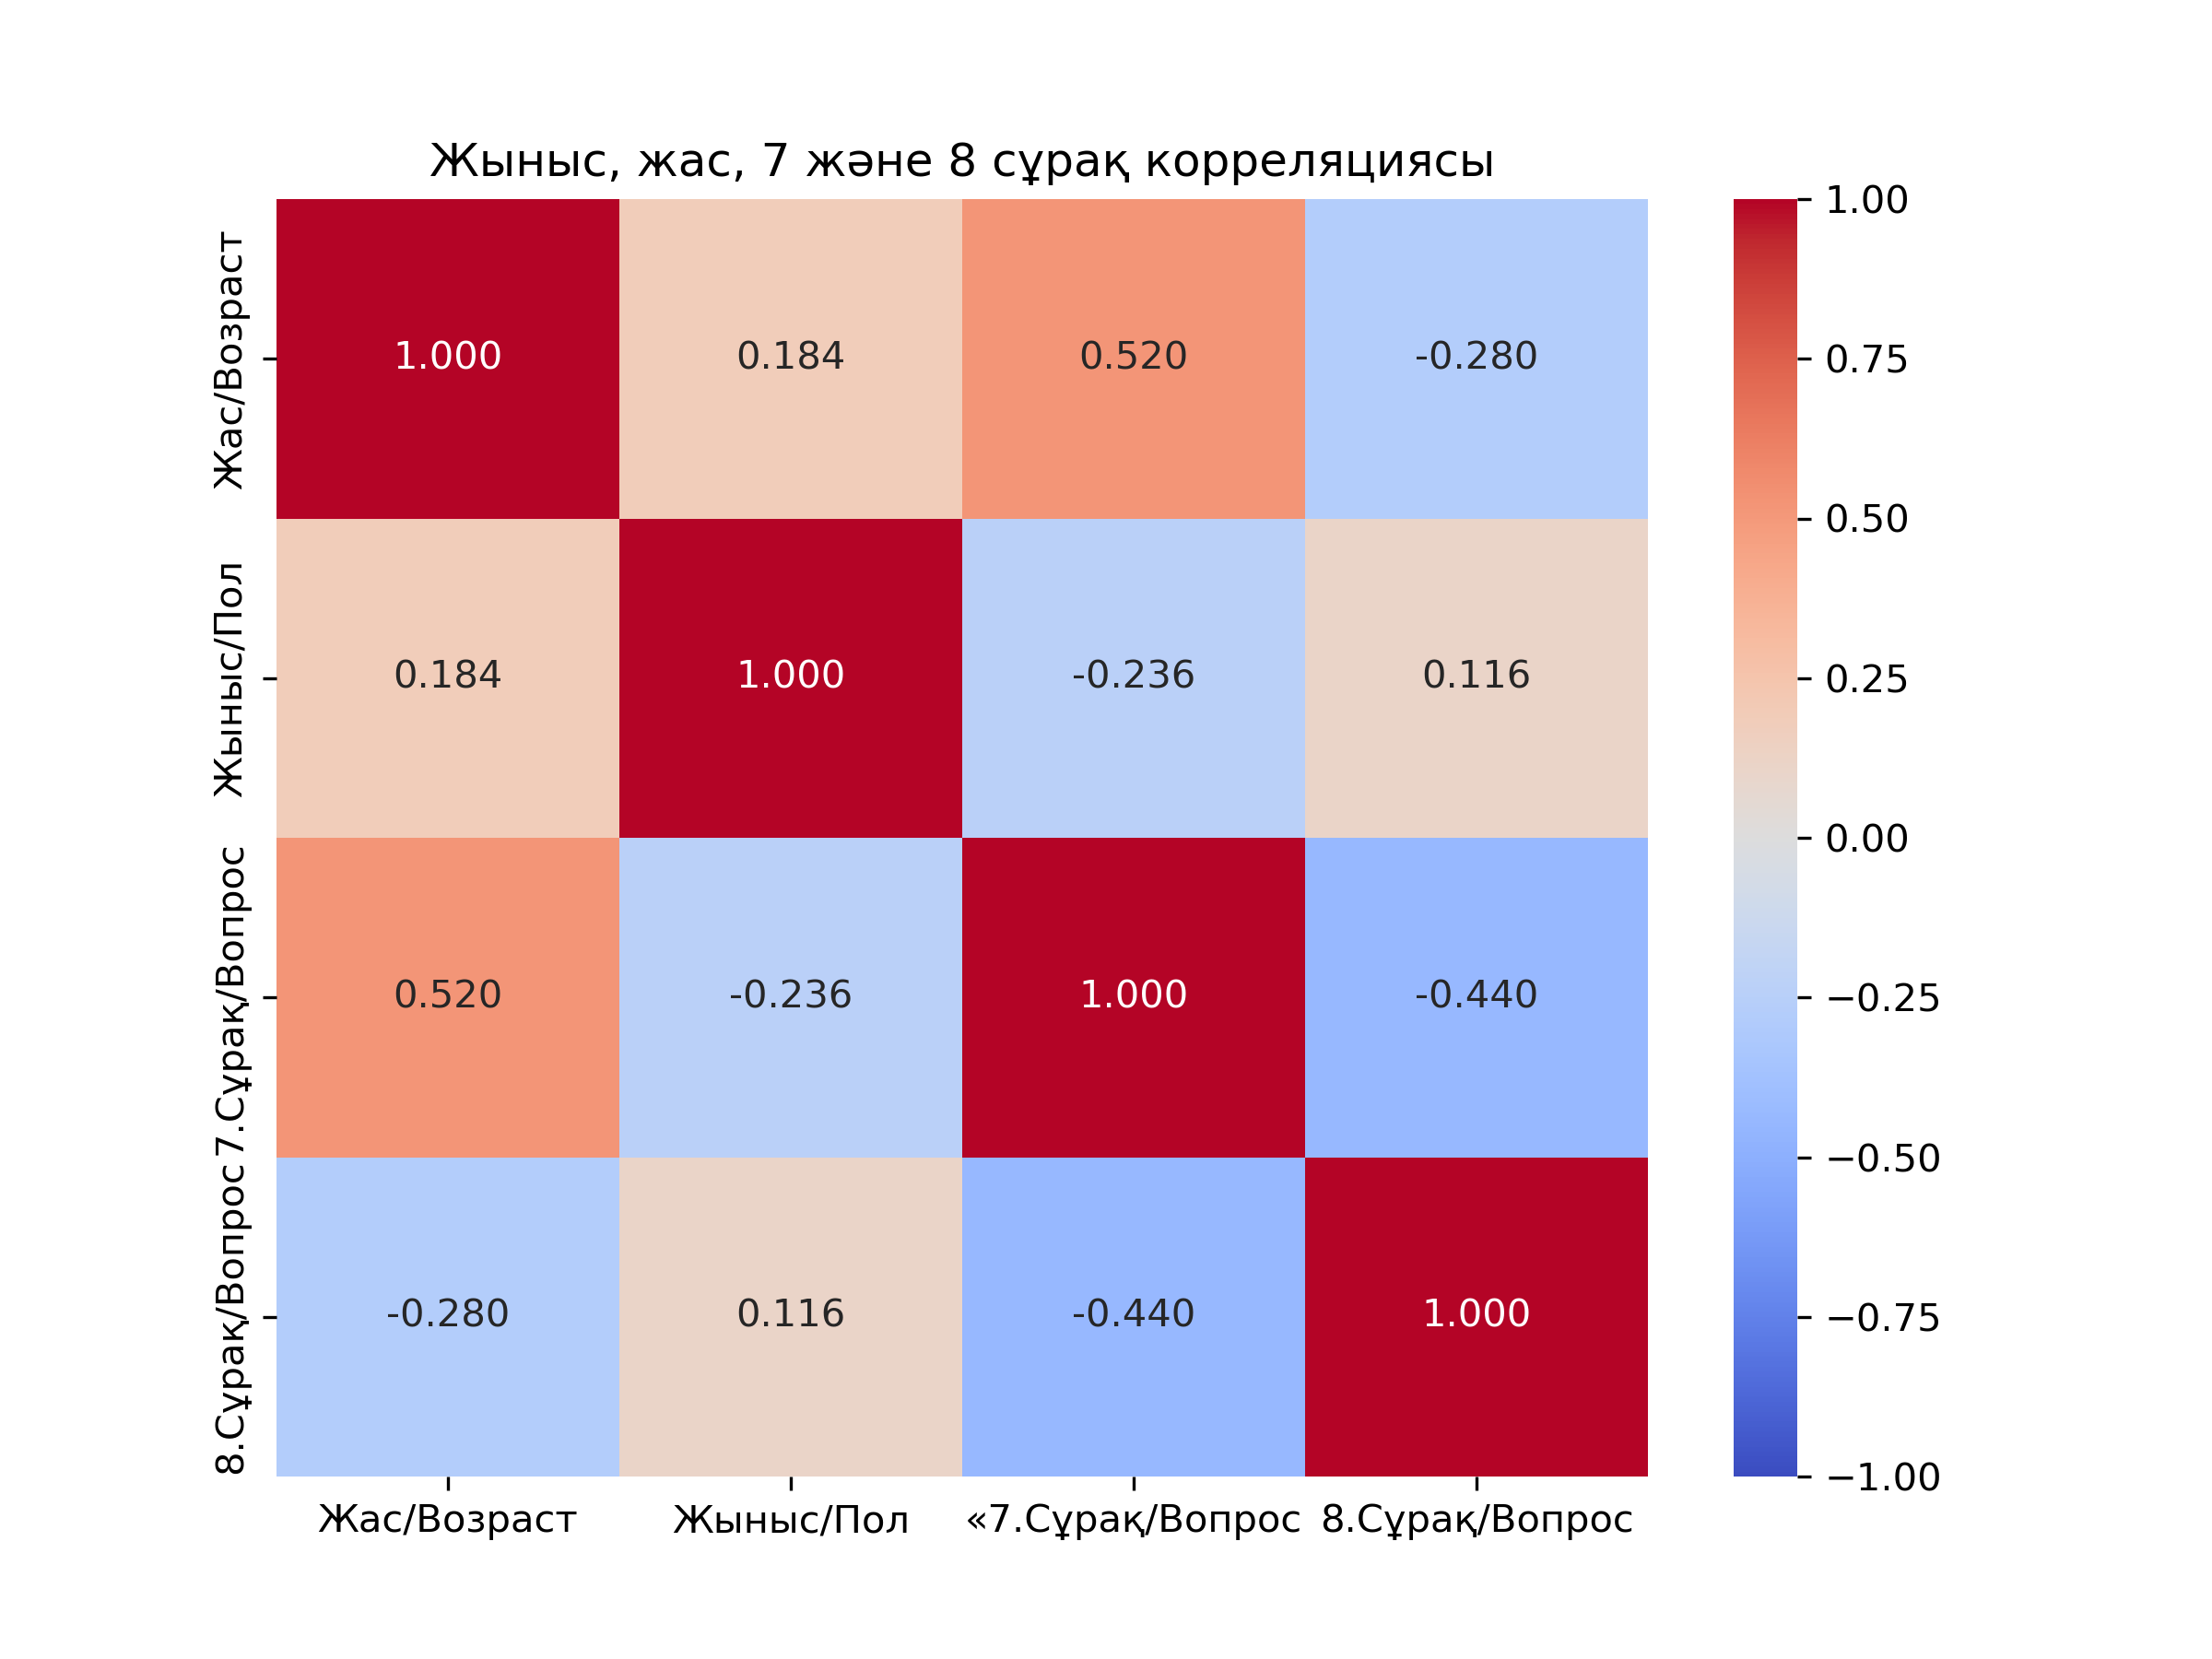 Жыныс, жас, 7 және 8 сұрақ корреляциясы
Жас/Возраст
1.000 0.184 0.520 -0.280
Жыныс/Пол
0.184 1.000 -0.236 0.116
7.Сұрақ/Вопрос
0.520 -0.236 1.000 -0.440
8.Сұрақ/Вопрос
-0.280 0.116 -0.440 1.000
Жас/Возраст Жыныс/Пол «7.Сұрақ/Вопрос 8.Сұрақ/Вопрос
1.00
0.75
0.50
0.25
0.00
−0.25
−0.50
−0.75
−1.00